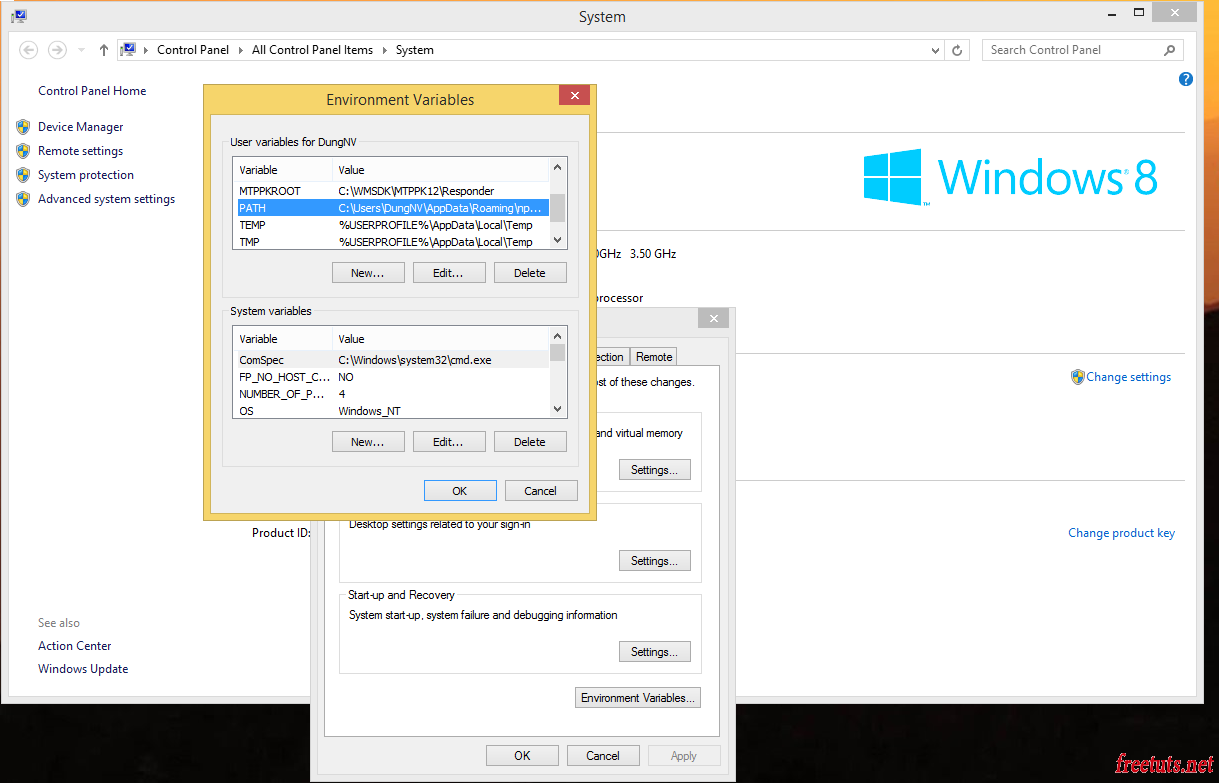 System
Control Panel
All Control Panel Items
System
Search Control Panel
Control Panel Home
Device Manager
Remote settings
System protection
Advanced system settings
Windows 8
GHz 3.50 GHz
processor
Change settings
Product ID:
Change product key
See also
Action Center
Windows Update
Environment Variables
User variables for DungNV
Variable Value
MTPPKROOT C:\WMSDK\MTPPK12\Responder
PATH C:\Users\DungNV\AppData\Roaming\np...
TEMP %USERPROFILE%\AppData\Local\Temp
TMP %USERPROFILE%\AppData\Local\Temp
New... Edit... Delete
System variables
Variable Value
ComSpec C:\Windows\system32\cmd.exe
FP_NO_HOST_C... NO
NUMBER_OF_P... 4
OS Windows_NT
New... Edit... Delete
OK Cancel
ection Remote
of these changes.
and virtual memory
Settings...
Desktop settings related to your sign-in
Settings...
Start-up and Recovery
System start-up, system failure and debugging information
Settings...
Environment Variables...
OK Cancel Apply
freetuts.net